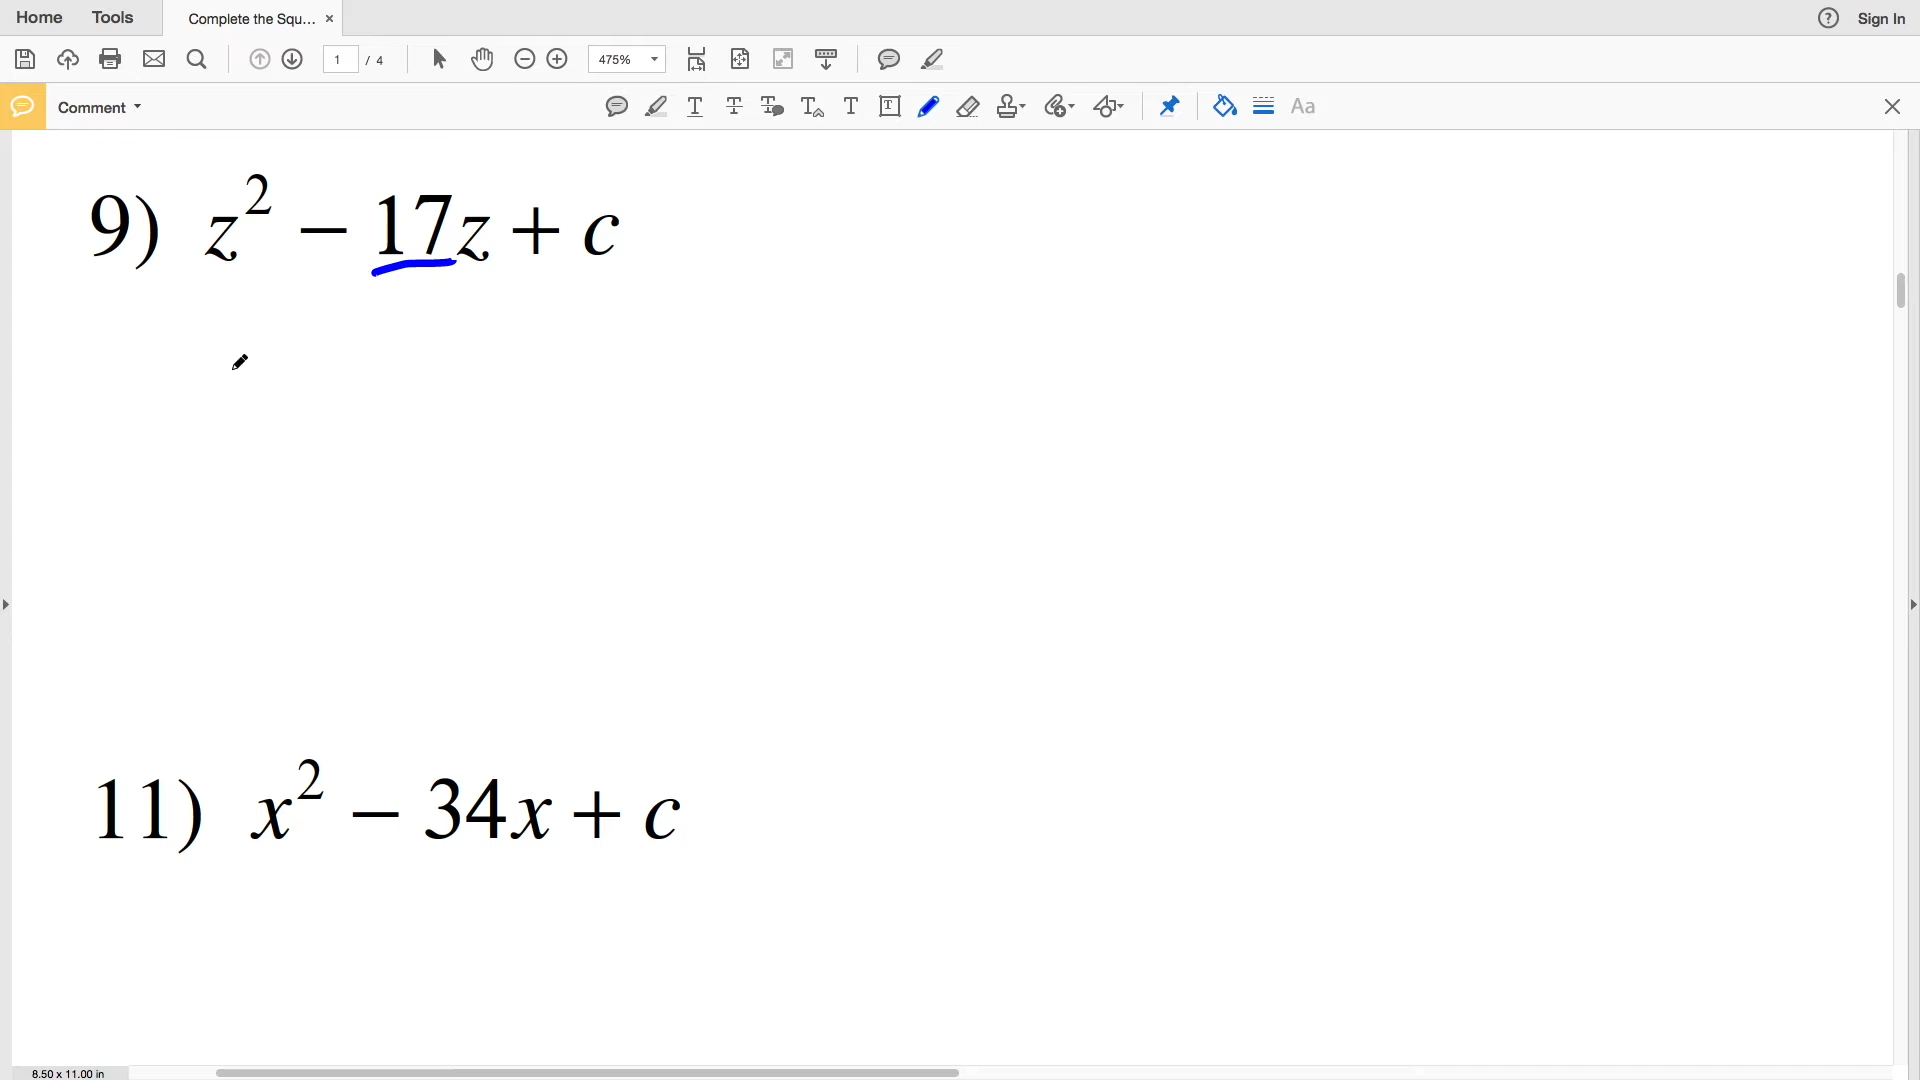 Home Tools Complete the Squ... × ? Sign In
1 / 4 475%
Comment Aa
9) z² − 17z + c
11) x² − 34x + c
8.50 x 11.00 in